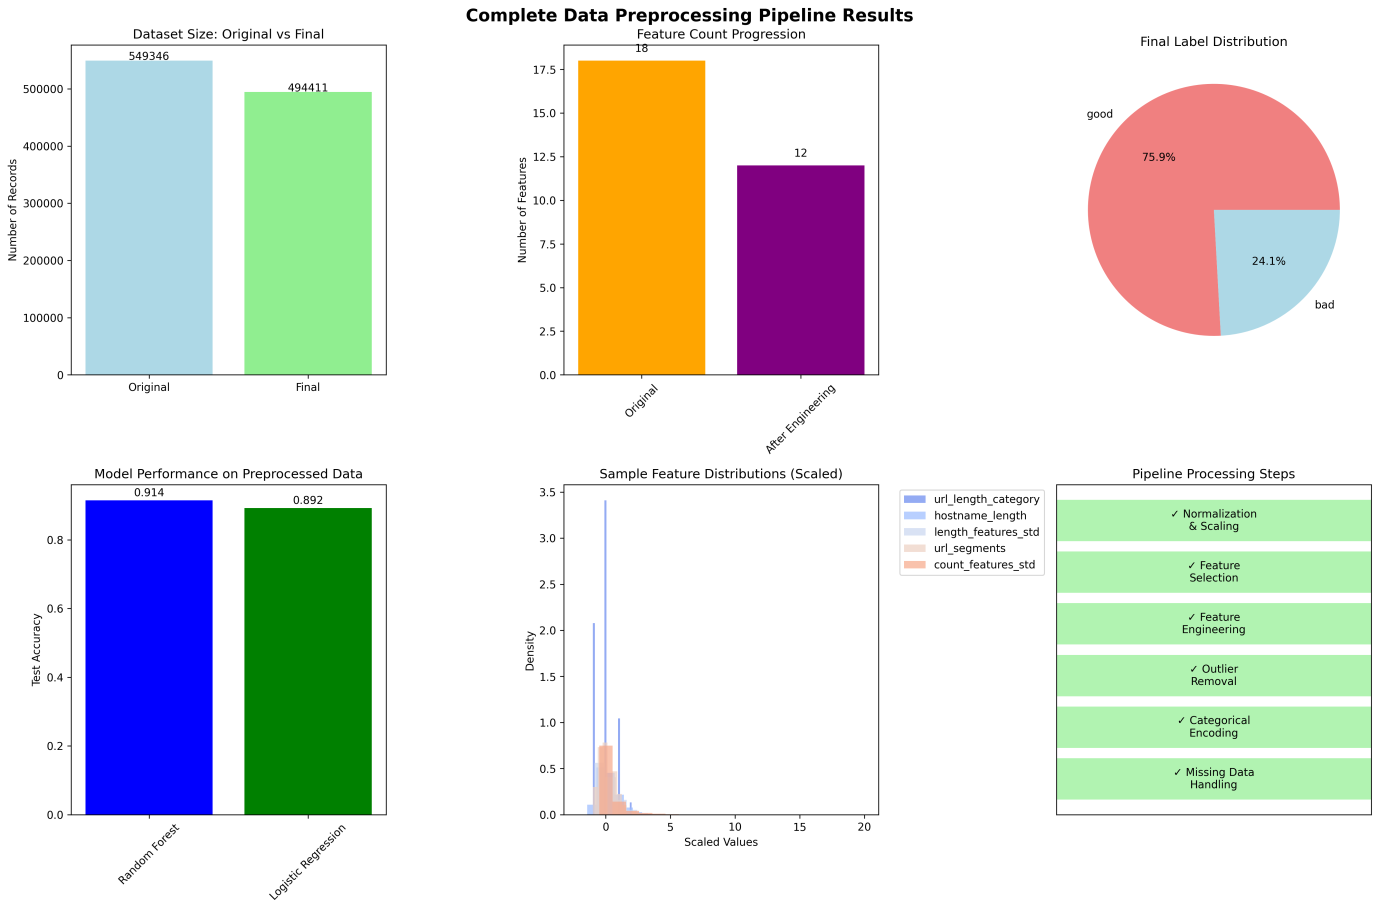 Complete Data Preprocessing Pipeline Results
Dataset Size: Original vs Final
549346
494411
500000
400000
300000
200000
100000
0
Number of Records
Original
Final
Feature Count Progression
18
12
17.5
15.0
12.5
10.0
7.5
5.0
2.5
0.0
Number of Features
Original
After Engineering
Final Label Distribution
good
75.9%
24.1%
bad
Model Performance on Preprocessed Data
0.914
0.892
0.8
0.6
0.4
0.2
0.0
Test Accuracy
Random Forest
Logistic Regression
Sample Feature Distributions (Scaled)
3.5
3.0
2.5
2.0
1.5
1.0
0.5
0.0
Density
0
5
10
15
20
Scaled Values
url_length_category
hostname_length
length_features_std
url_segments
count_features_std
Pipeline Processing Steps
✓ Normalization
& Scaling
✓ Feature
Selection
✓ Feature
Engineering
✓ Outlier
Removal
✓ Categorical
Encoding
✓ Missing Data
Handling